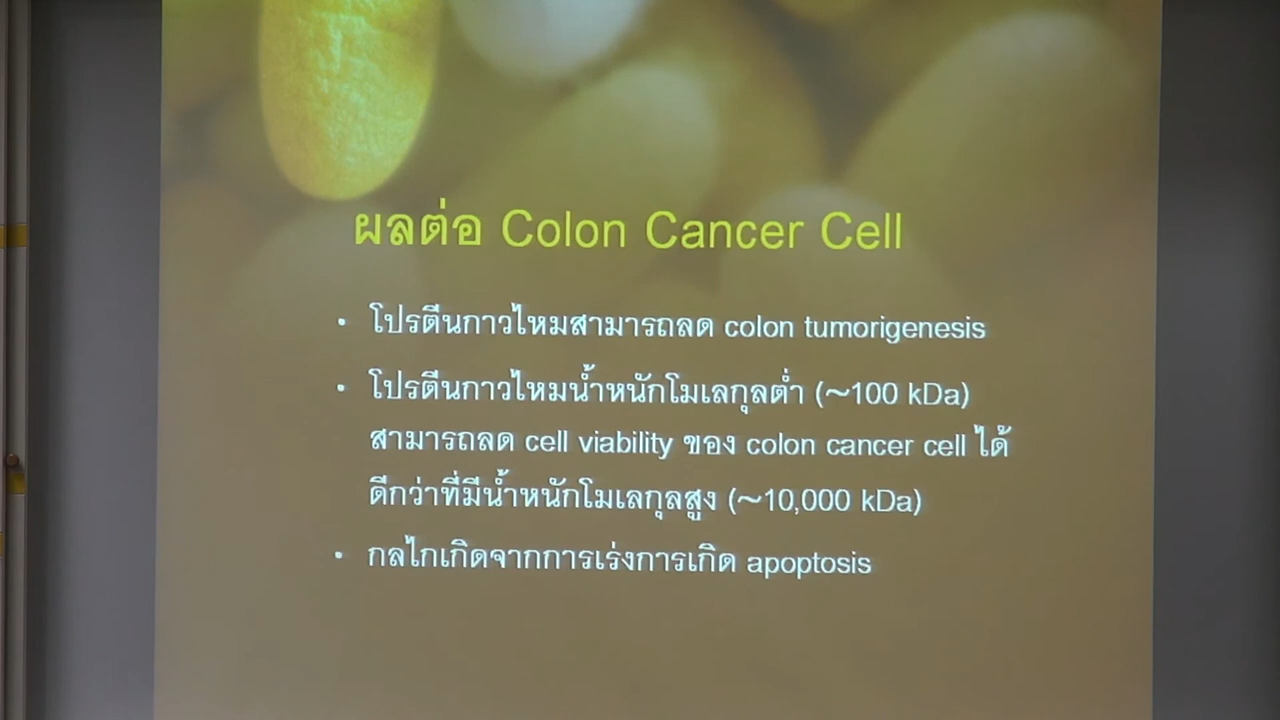 ผลต่อ Colon Cancer Cell
• โปรตีนกาวไหมสามารถลด colon tumorigenesis
• โปรตีนกาวไหมน้ำหนักโมเลกุลต่ำ (~100 kDa)
สามารถลด cell viability ของ colon cancer cell ได้
ดีกว่าที่มีน้ำหนักโมเลกุลสูง (~10,000 kDa)
• กลไกเกิดจากการเร่งการเกิด apoptosis